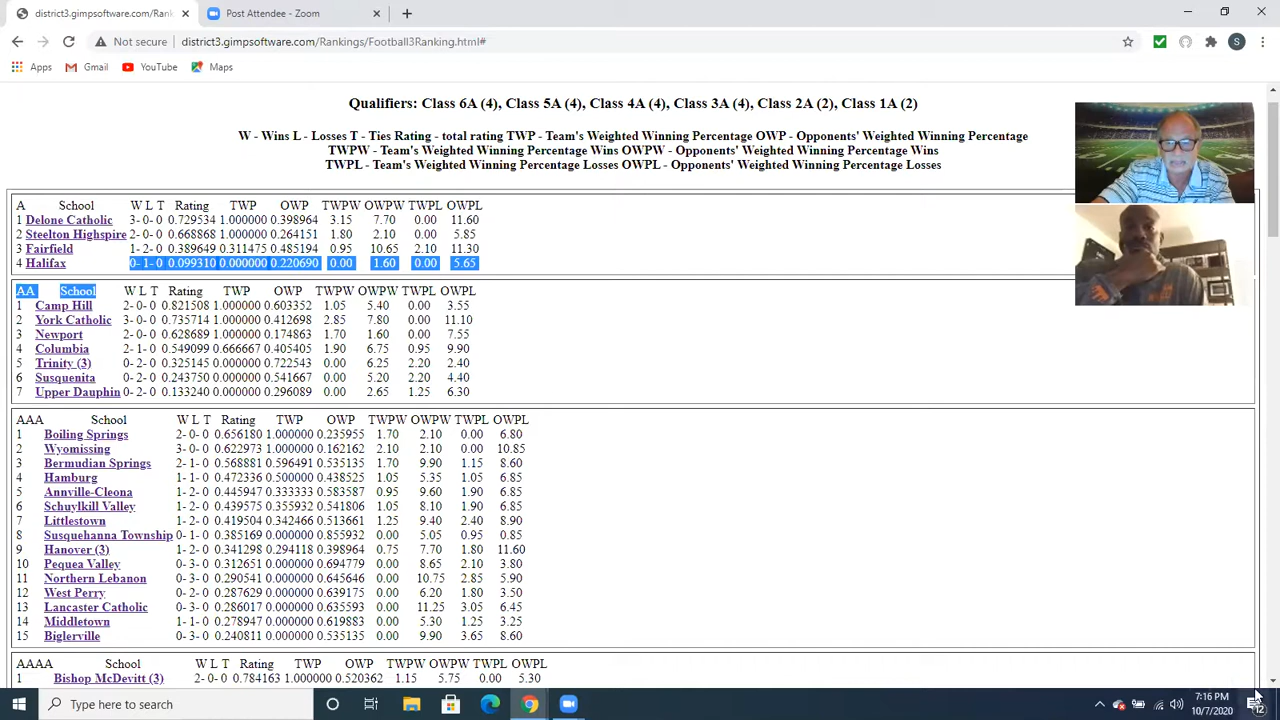 district3.gimpsoftware.com/Rank
Post Attendee - Zoom
Not secure district3.gimpsoftware.com/Rankings/Football3Ranking.html#
S
Apps Gmail YouTube Maps
Qualifiers: Class 6A (4), Class 5A (4), Class 4A (4), Class 3A (4), Class 2A (2), Class 1A (2)
W - Wins L - Losses T - Ties Rating - total rating TWP - Team's Weighted Winning Percentage OWP - Opponents' Weighted Winning Percentage
TWPW - Team's Weighted Winning Percentage Wins OWPW - Opponents' Weighted Winning Percentage Wins
TWPL - Team's Weighted Winning Percentage Losses OWPL - Opponents' Weighted Winning Percentage Losses
A School W L T Rating TWP OWP TWPW OWPW TWPL OWPL
1 Delone Catholic 3- 0- 0 0.729534 1.000000 0.398964 3.15 7.70 0.00 11.60
2 Steelton Highspire 2- 0- 0 0.668868 1.000000 0.264151 1.80 2.10 0.00 5.85
3 Fairfield 1- 2- 0 0.389649 0.311475 0.485194 0.95 10.65 2.10 11.30
4 Halifax 0- 1- 0 0.099310 0.000000 0.220690 0.00 1.60 0.00 5.65
AA School W L T Rating TWP OWP TWPW OWPW TWPL OWPL
1 Camp Hill 2- 0- 0 0.821508 1.000000 0.603352 1.05 5.40 0.00 3.55
2 York Catholic 3- 0- 0 0.735714 1.000000 0.412698 2.85 7.80 0.00 11.10
3 Newport 2- 0- 0 0.628689 1.000000 0.174863 1.70 1.60 0.00 7.55
4 Columbia 2- 1- 0 0.549099 0.666667 0.405405 1.90 6.75 0.95 9.90
5 Trinity (3) 0- 2- 0 0.325145 0.000000 0.722543 0.00 6.25 2.20 2.40
6 Susquenita 0- 2- 0 0.243750 0.000000 0.541667 0.00 5.20 2.20 4.40
7 Upper Dauphin 0- 2- 0 0.133240 0.000000 0.296089 0.00 2.65 1.25 6.30
AAA School W L T Rating TWP OWP TWPW OWPW TWPL OWPL
1 Boiling Springs 2- 0- 0 0.656180 1.000000 0.235955 1.70 2.10 0.00 6.80
2 Wyomissing 3- 0- 0 0.622973 1.000000 0.162162 2.10 2.10 0.00 10.85
3 Bermudian Springs 2- 1- 0 0.568881 0.596491 0.535135 1.70 9.90 1.15 8.60
4 Hamburg 1- 1- 0 0.472336 0.500000 0.438525 1.05 5.35 1.05 6.85
5 Annville-Cleona 1- 2- 0 0.445947 0.333333 0.583587 0.95 9.60 1.90 6.85
6 Schuylkill Valley 1- 2- 0 0.439575 0.355932 0.541806 1.05 8.10 1.90 6.85
7 Littlestown 1- 2- 0 0.419504 0.342466 0.513661 1.25 9.40 2.40 8.90
8 Susquehanna Township 0- 1- 0 0.385169 0.000000 0.855932 0.00 5.05 0.95 0.85
9 Hanover (3) 1- 2- 0 0.341298 0.294118 0.398964 0.75 7.70 1.80 11.60
10 Pequea Valley 0- 3- 0 0.312651 0.000000 0.694779 0.00 8.65 2.10 3.80
11 Northern Lebanon 0- 3- 0 0.290541 0.000000 0.645646 0.00 10.75 2.85 5.90
12 West Perry 0- 2- 0 0.287629 0.000000 0.639175 0.00 6.20 1.80 3.50
13 Lancaster Catholic 0- 3- 0 0.286017 0.000000 0.635593 0.00 11.25 3.05 6.45
14 Middletown 1- 1- 0 0.278947 0.000000 0.619883 0.00 5.30 1.25 3.25
15 Biglerville 0- 3- 0 0.240811 0.000000 0.535135 0.00 9.90 3.65 8.60
AAAA School W L T Rating TWP OWP TWPW OWPW TWPL OWPL
1 Bishop McDevitt (3) 2- 0- 0 0.784163 1.000000 0.520362 1.15 5.75 0.00 5.30
Type here to search
7:16 PM
10/7/2020
12